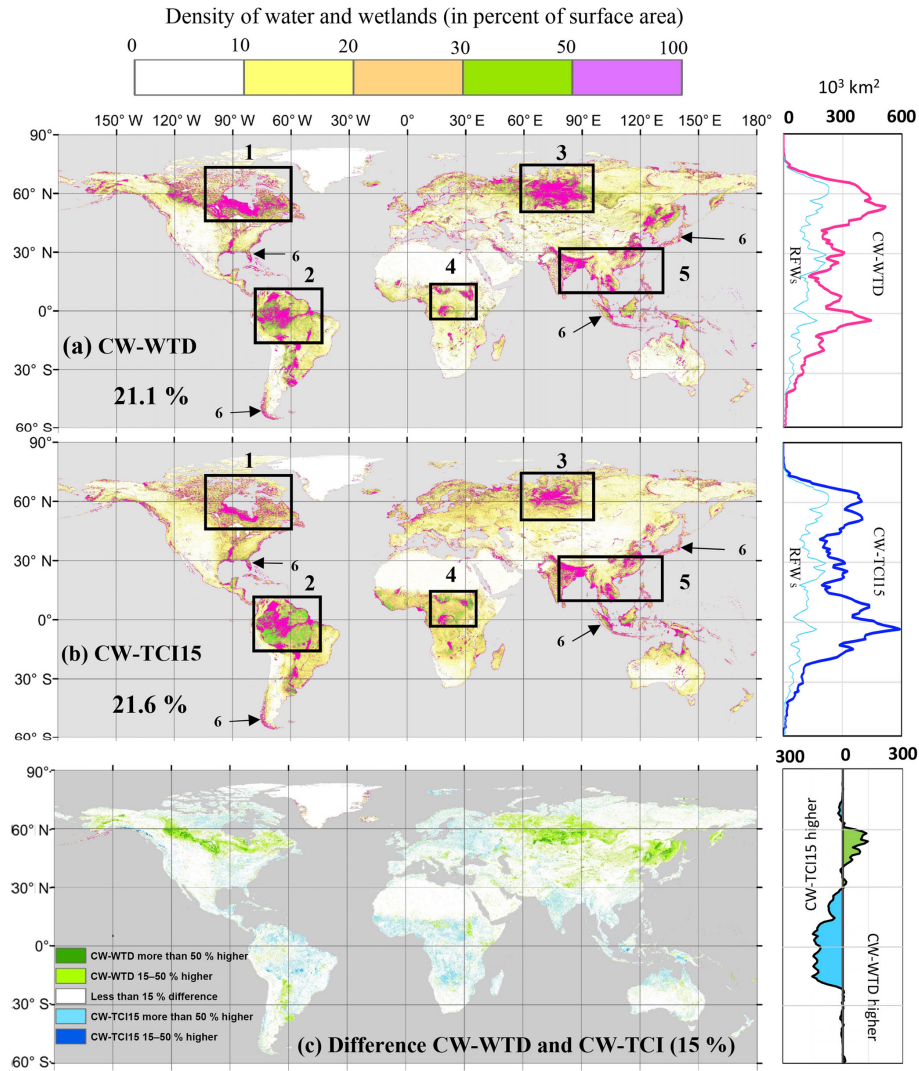 Density of water and wetlands (in percent of surface area)
0 10 20 30 50 100
10³ km²
0 300 600
150° W 120° W 90° W 60° W 30° W 0° 30° E 60° E 90° E 120° E 150° E 180°
90°
60° N
30° N
0°
30° S
60° S
1
2
3
4
5
6
6
6
6
(a) CW-WTD
21.1 %
RFWs
CW-WTD
90°
60° N
30° N
0°
30° S
60° S
1
2
3
4
5
6
6
6
6
(b) CW-TCI15
21.6 %
RFWs
CW-TCI15
300 0 300
90°
60° N
30° N
0°
30° S
60° S
CW-WTD more than 50 % higher
CW-WTD 15–50 % higher
Less than 15 % difference
CW-TCI15 more than 50 % higher
CW-TCI15 15–50 % higher
(c) Difference CW-WTD and CW-TCI (15 %)
CW-TCI15 higher
CW-WTD higher